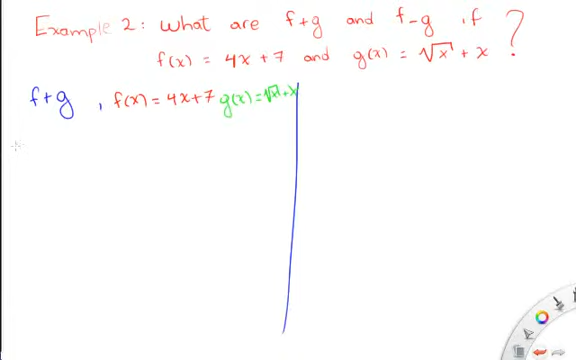 Example 2: What are f+g and f-g if
f(x) = 4x+7 and g(x) = √x + x ?
f+g , f(x) = 4x+7 g(x) = √x + x